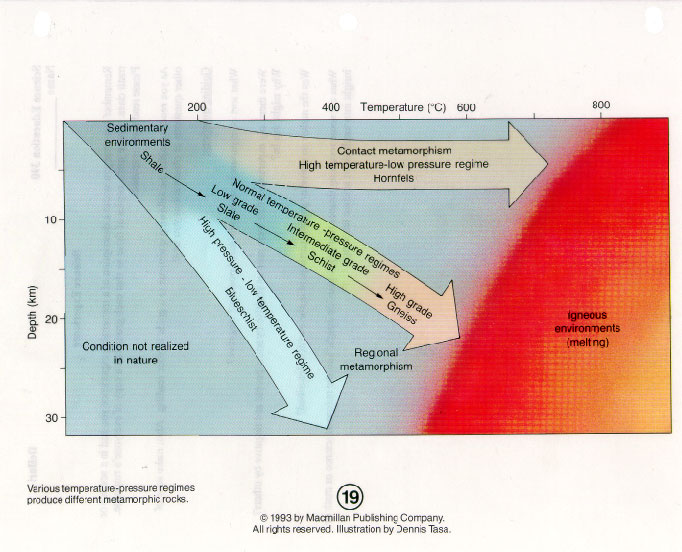 200
400
Temperature (°C)
600
800
Sedimentary
environments
Shale
Contact metamorphism
High temperature-low pressure regime
Hornfels
Normal temperature -pressure regimes
Low grade
Slate
Intermediate grade
Schist
High grade
Gneiss
High pressure - low temperature regime
Blueschist
10
20
30
Depth (km)
Condition not realized
in nature
Regional
metamorphism
Igneous
environments
(melting)
Various temperature-pressure regimes
produce different metamorphic rocks.
19
© 1993 by Macmillan Publishing Company.
All rights reserved. Illustration by Dennis Tasa.